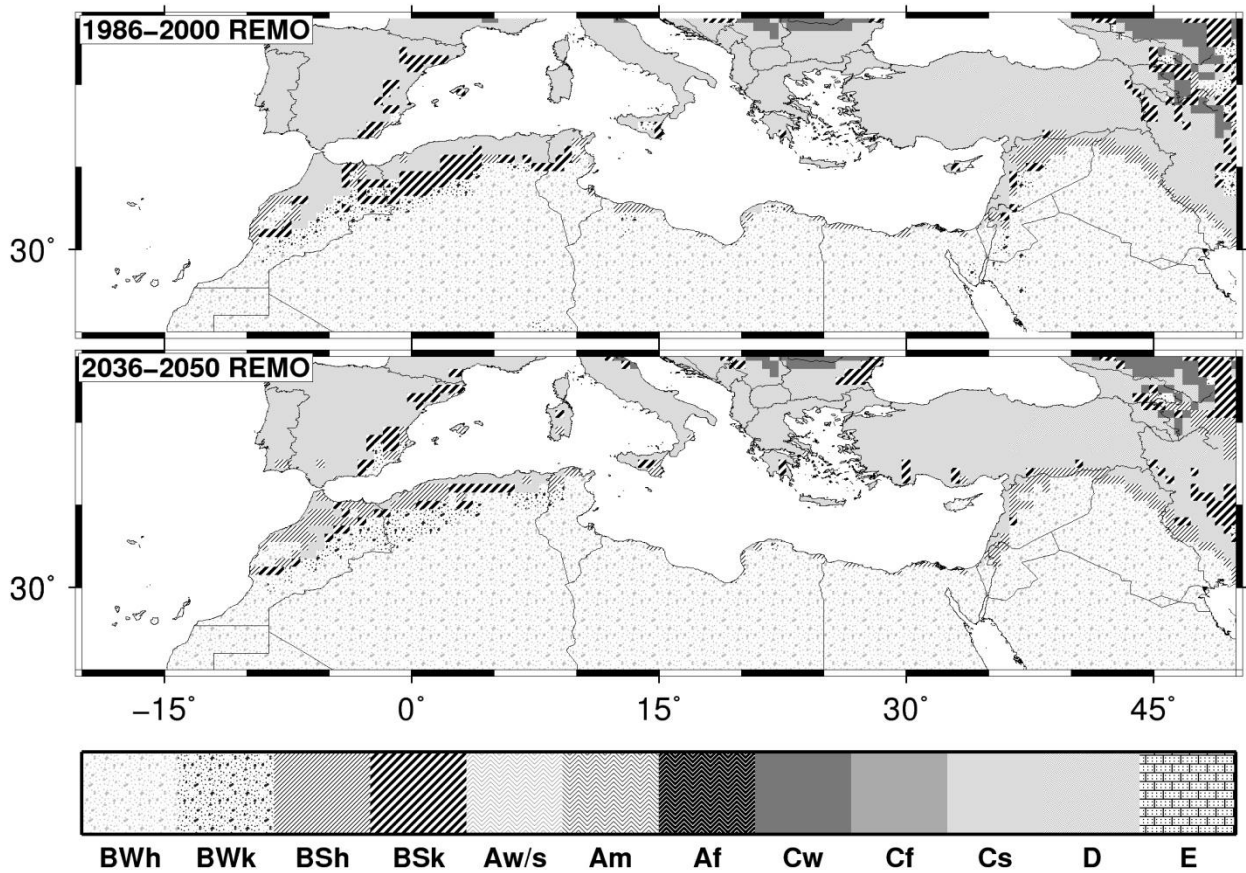 1986−2000 REMO
30°
2036−2050 REMO
30°
−15° 0° 15° 30° 45°
BWh BWk BSh BSk Aw/s Am Af Cw Cf Cs D E